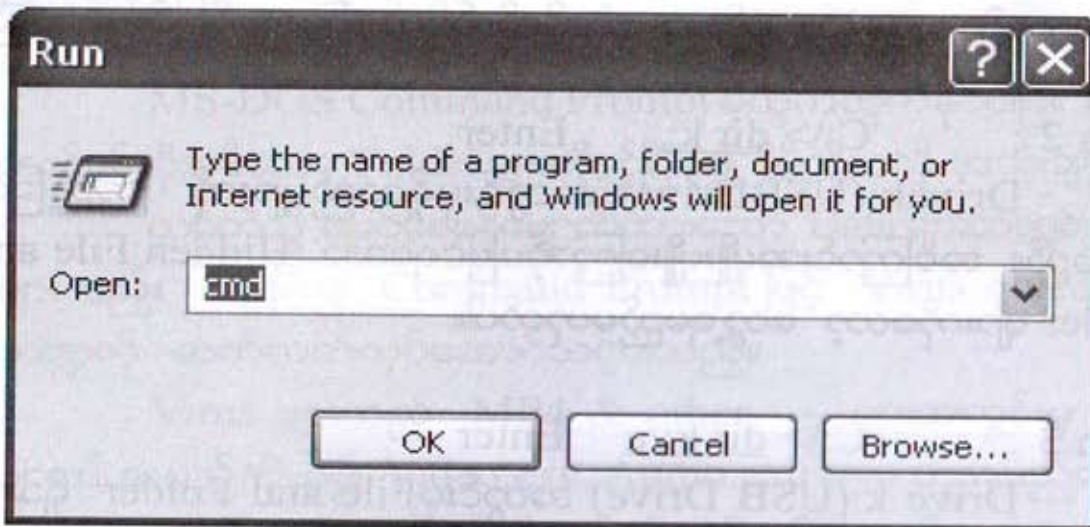 Run
Type the name of a program, folder, document, or
Internet resource, and Windows will open it for you.
Open:
cmd
OK
Cancel
Browse...